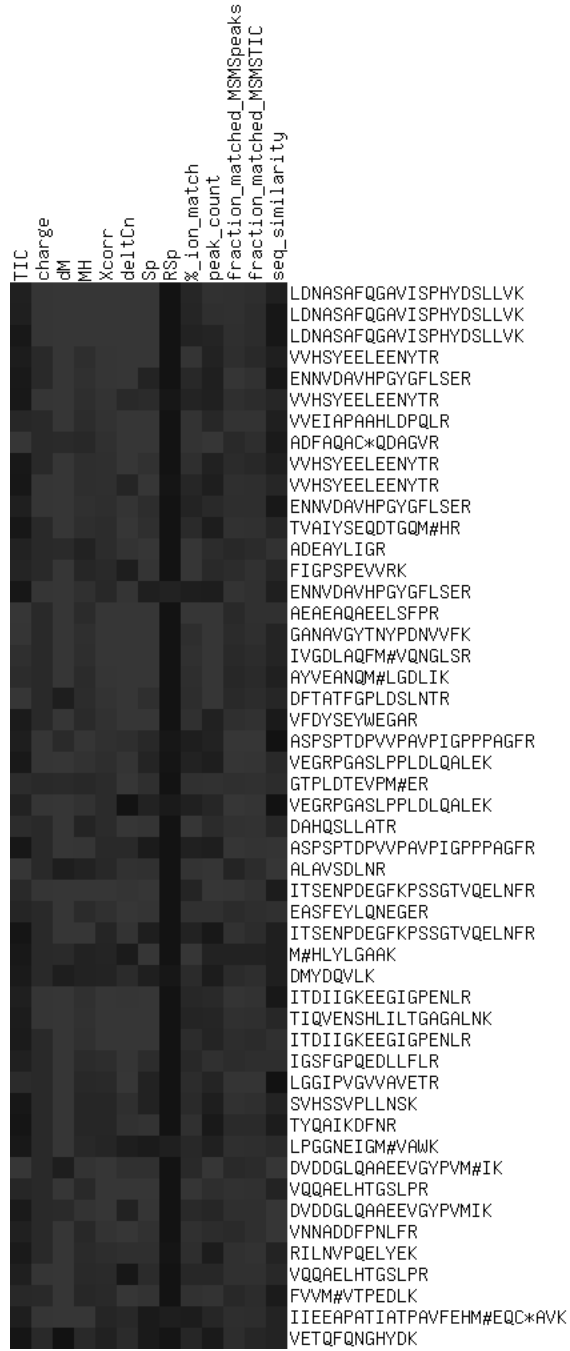 TIC
charge
dM
MH
Xcorr
deltCn
Sp
RSp
%_ion_match
peak_count
fraction_matched_MSMSpeaks
fraction_matched_MSMSTIC
seq_similarity
LDNASAFQGAVISPHYDSLLVK
LDNASAFQGAVISPHYDSLLVK
LDNASAFQGAVISPHYDSLLVK
VVHSYEELEENYTR
ENNVDAVHPGYGFLSER
VVHSYEELEENYTR
VVEIAPAAHLDPQLR
ADFAQAC*QDAGVR
VVHSYEELEENYTR
VVHSYEELEENYTR
ENNVDAVHPGYGFLSER
TVAIYSEQDTGQM#HR
ADEAYLIGR
FIGPSPEVVRK
ENNVDAVHPGYGFLSER
AEAEAQAEELSFPR
GANAVGYTNYPDNVVFK
IVGDLAQFM#VQNGLSR
AYVEANQM#LGDLIK
DFTATFGPLDSLNTR
VFDYSEYWEGAR
ASPSPTDPVVPAVPIGPPPAGFR
VEGRPGASLPPLDLQALEK
GTPLDTEVPM#ER
VEGRPGASLPPLDLQALEK
DAHQSLLATR
ASPSPTDPVVPAVPIGPPPAGFR
ALAVSDLNR
ITSENPDEGFKPSSGTVQELNFR
EASFEYLQNEGER
ITSENPDEGFKPSSGTVQELNFR
M#HLYLGAAK
DMYDQVLK
ITDIIGKEEGIGPENLR
TIQVENSHLILTGAGALNK
ITDIIGKEEGIGPENLR
IGSFGPQEDLLFLR
LGGIPVGVVAVETR
SVHSSVPLLNSK
TYQAIKDFNR
LPGGNEIGM#VAWK
DVDDGLQAAEEVGYPVM#IK
VQQAELHTGSLPR
DVDDGLQAAEEVGYPVMIK
VNNADDFPNLFR
RILNVPQELYEK
VQQAELHTGSLPR
FVVM#VTPEDLK
IIEEAPATIATPAVFEHM#EQC*AVK
VETQFQNGHYDK